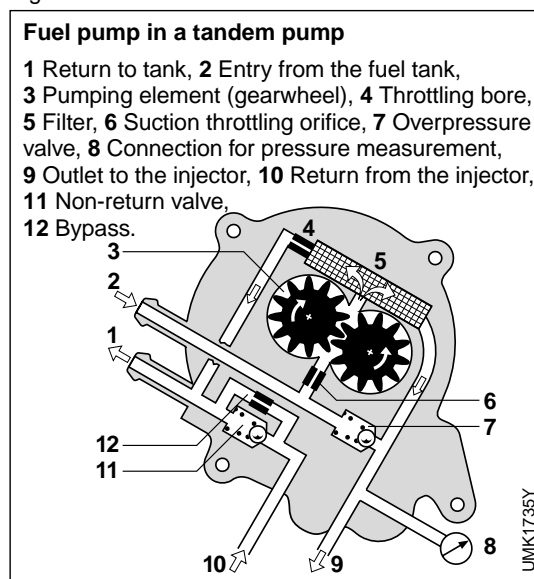 Fuel pump in a tandem pump
1 Return to tank, 2 Entry from the fuel tank,
3 Pumping element (gearwheel), 4 Throttling bore,
5 Filter, 6 Suction throttling orifice, 7 Overpressure
valve, 8 Connection for pressure measurement,
9 Outlet to the injector, 10 Return from the injector,
11 Non-return valve,
12 Bypass.
4
3
5
2
1
6
7
12
11
8
10
9
UMK1735Y